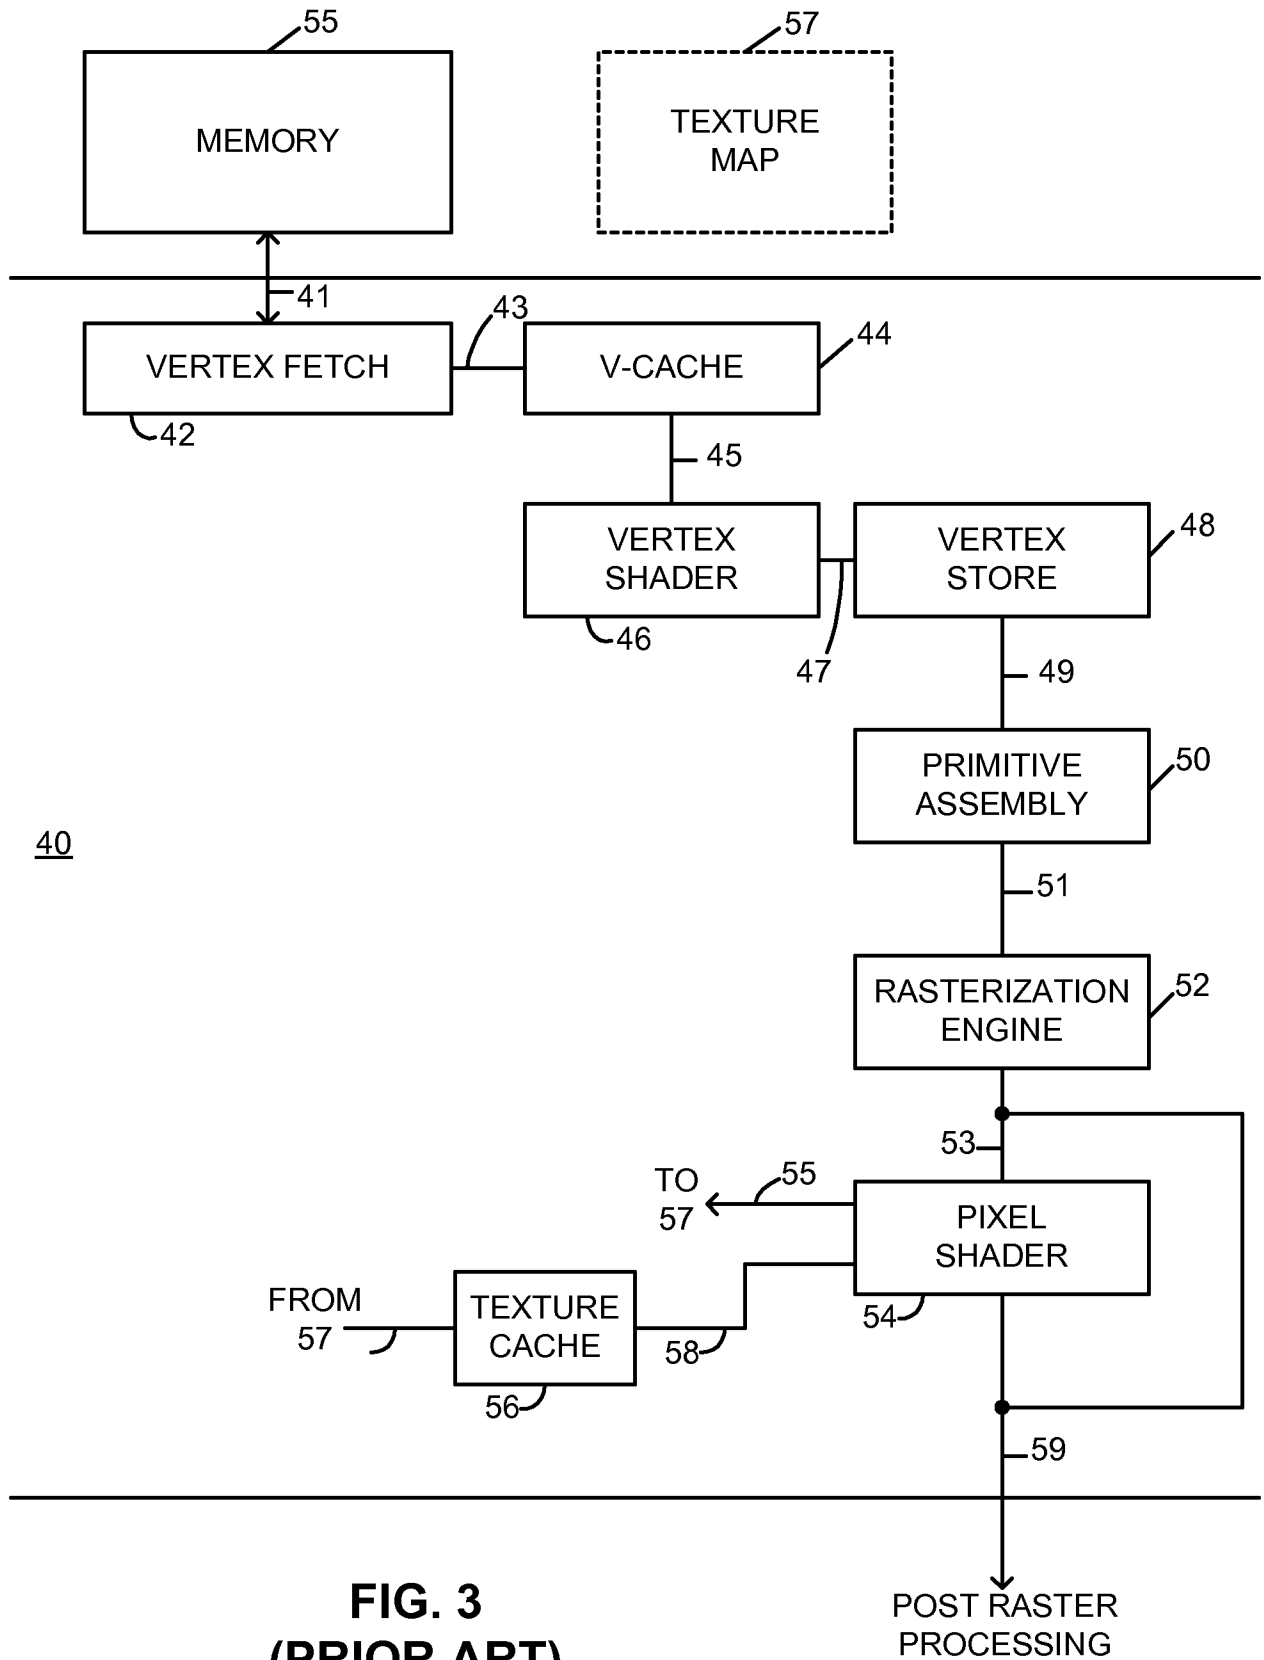 55
57
MEMORY
TEXTURE
MAP
41
43
VERTEX FETCH
V-CACHE
44
42
45
VERTEX
SHADER
VERTEX
STORE
48
46
47
49
PRIMITIVE
ASSEMBLY
50
40
51
RASTERIZATION
ENGINE
52
53
TO
57
55
PIXEL
SHADER
54
FROM
57
TEXTURE
CACHE
58
56
59
FIG. 3
(PRIOR ART)
POST RASTER
PROCESSING